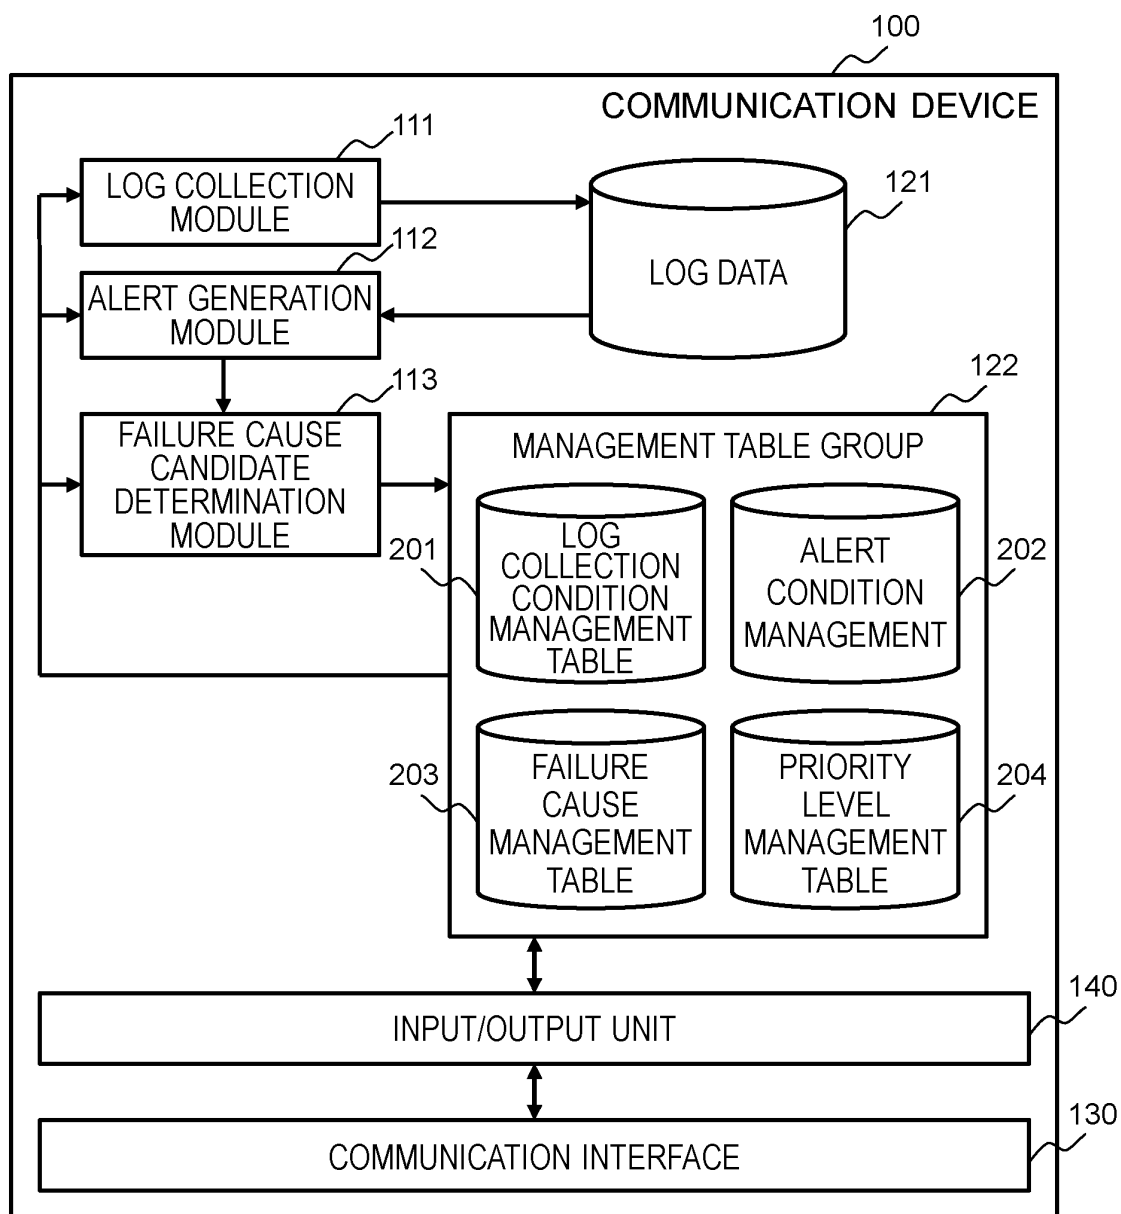 100
COMMUNICATION DEVICE
111
LOG COLLECTION
MODULE
121
LOG DATA
112
ALERT GENERATION
MODULE
113
FAILURE CAUSE
CANDIDATE
DETERMINATION
MODULE
122
MANAGEMENT TABLE GROUP
201
LOG
COLLECTION
CONDITION
MANAGEMENT
TABLE
202
ALERT
CONDITION
MANAGEMENT
203
FAILURE
CAUSE
MANAGEMENT
TABLE
204
PRIORITY
LEVEL
MANAGEMENT
TABLE
140
INPUT/OUTPUT UNIT
130
COMMUNICATION INTERFACE